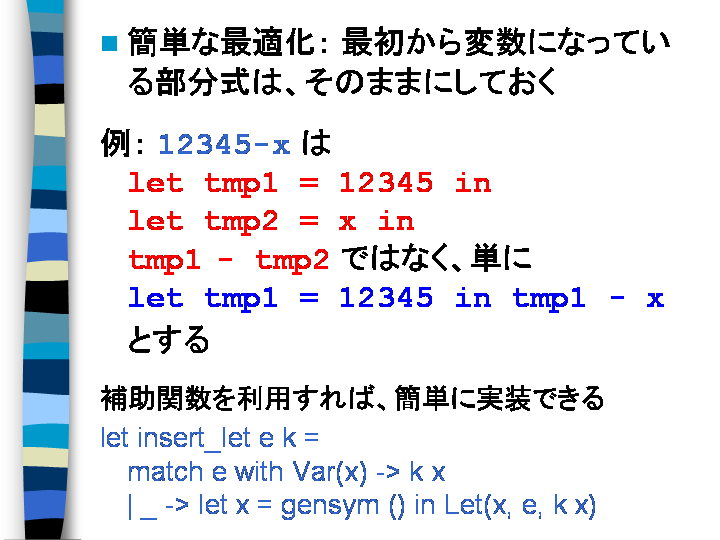 簡単な最適化： 最初から変数になってい
る部分式は、そのままにしておく
例： 12345-x は
let tmp1 = 12345 in
let tmp2 = x in
tmp1 - tmp2 ではなく、単に
let tmp1 = 12345 in tmp1 - x
とする
補助関数を利用すれば、簡単に実装できる
let insert_let e k =
match e with Var(x) -> k x
| _ -> let x = gensym () in Let(x, e, k x)